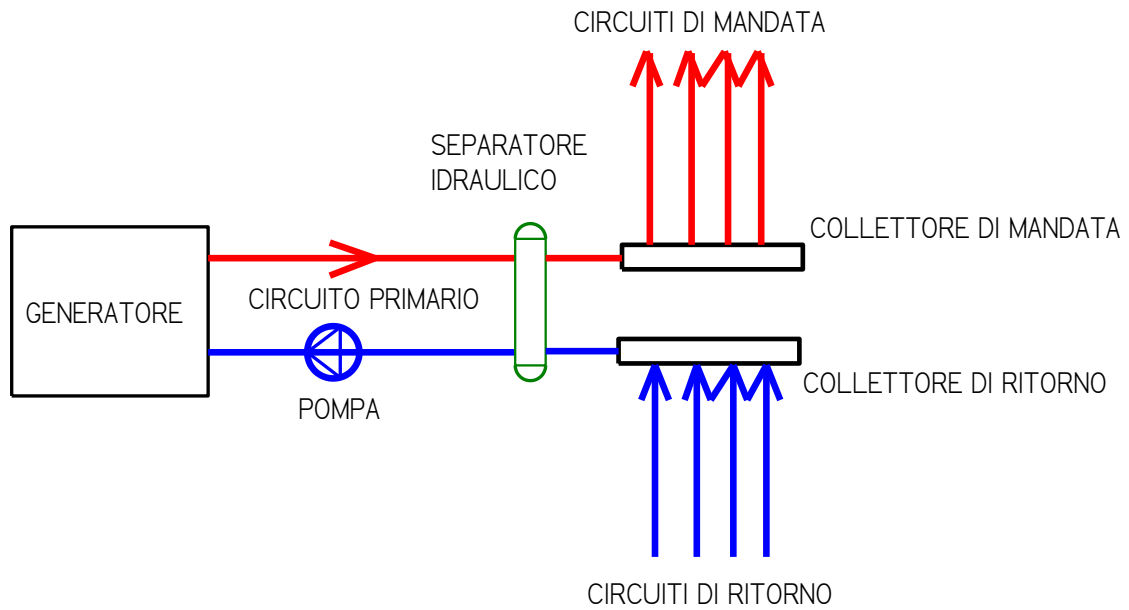 CIRCUITI DI MANDATA
SEPARATORE
IDRAULICO
COLLETTORE DI MANDATA
GENERATORE
CIRCUITO PRIMARIO
COLLETTORE DI RITORNO
POMPA
CIRCUITI DI RITORNO